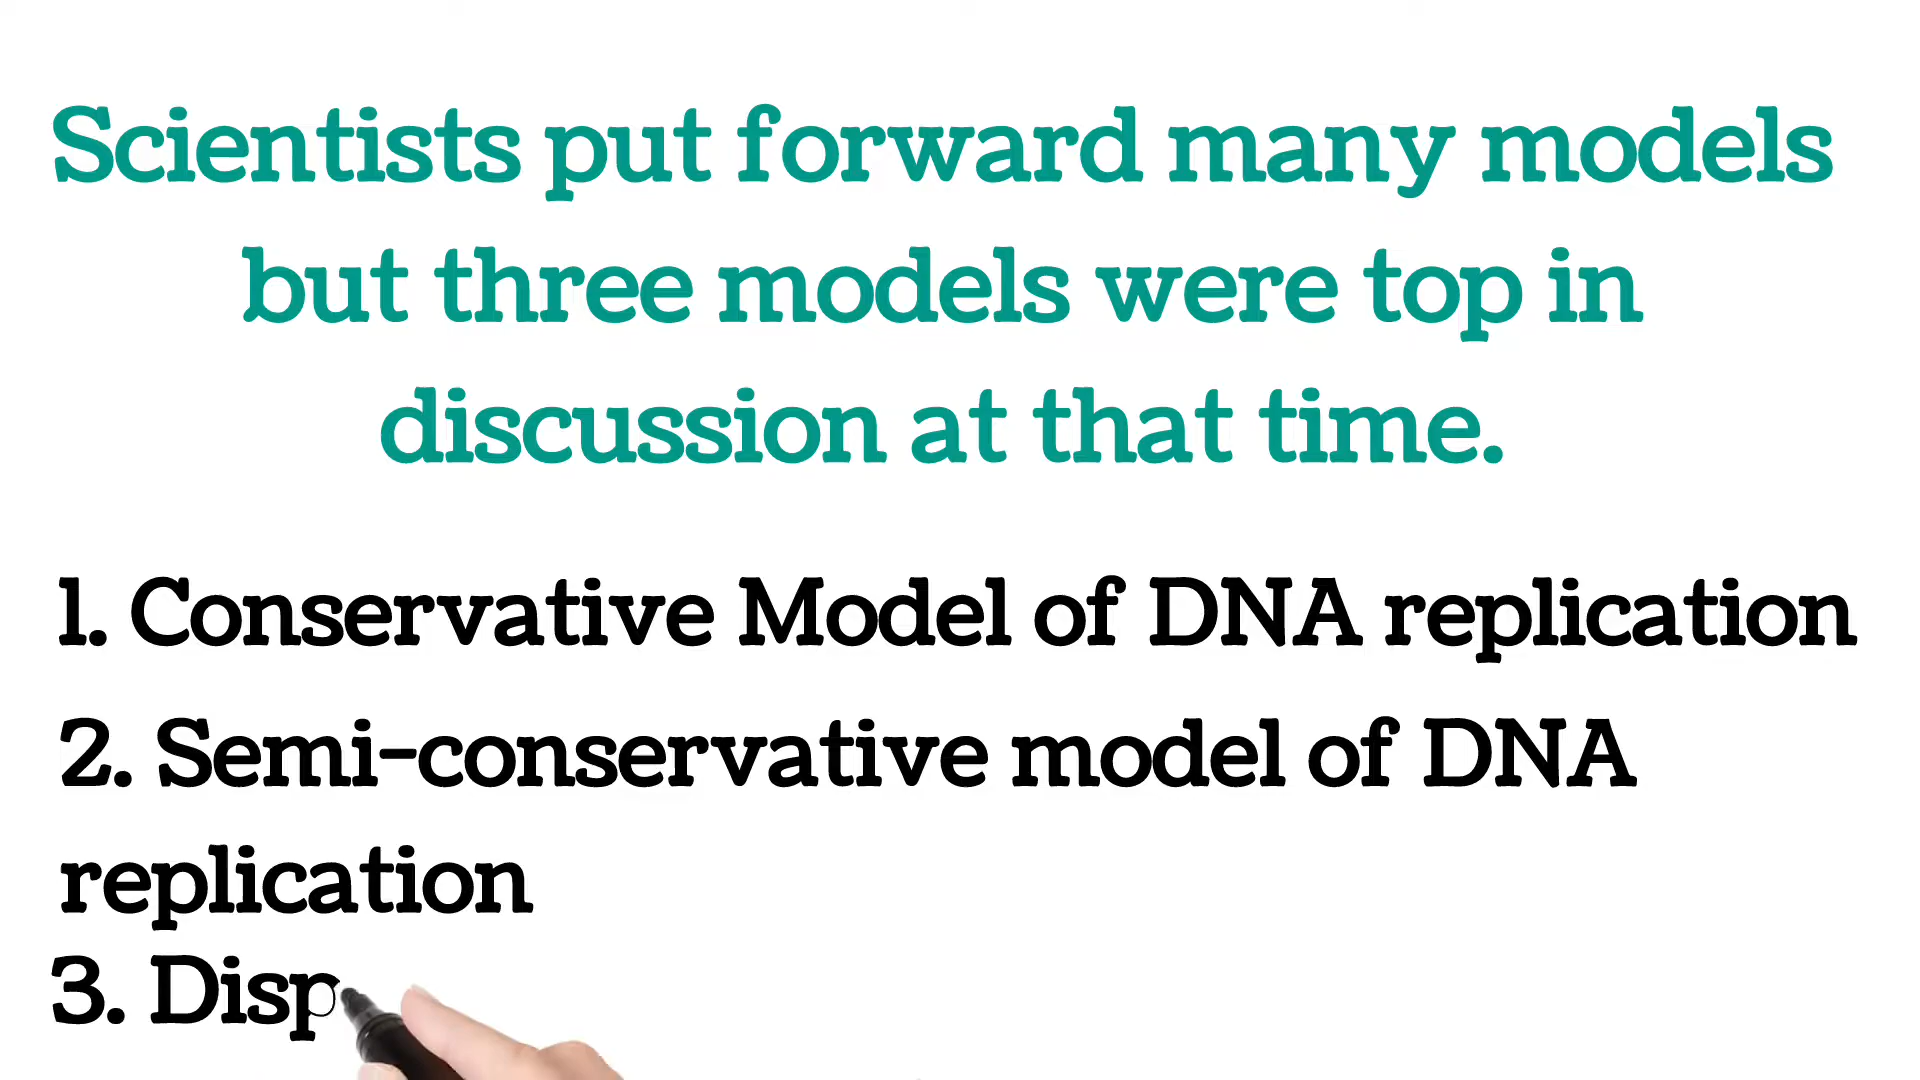 Scientists put forward many models
but three models were top in
discussion at that time.
1. Conservative Model of DNA replication
2. Semi-conservative model of DNA
replication
3. Disp